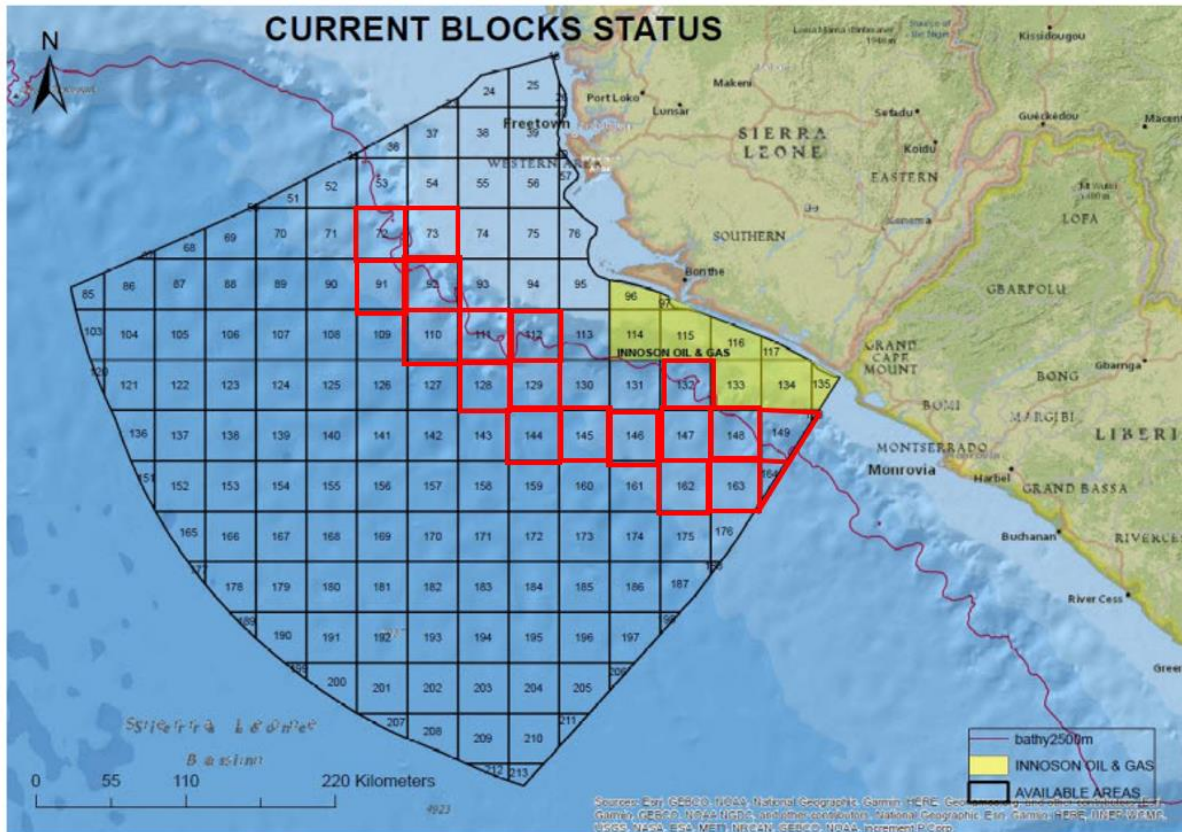 CURRENT BLOCKS STATUS
N
Kissidougou
Makeni
Port Loko
Lunsar
Sefadu
Guéckédou
Macent
24 25
Freetown
37 38 39
SIERRA
LEONE
Koidu
36
WESTERN AREA
EASTERN
52 53 54 55 56 57
LOFA
51
Kenema
69 70 71 72 73 74 75 76
SOUTHERN
68
Bonthe
GBARPOLU
85 86 87 88 89 90 91 92 93 94 95 96 97
103 104 105 106 107 108 109 110 111 112 113 114 115 116 117
INNOSON OIL & GAS
GRAND
CAPE
MOUNT
Gbarnga
BONG
121 122 123 124 125 126 127 128 129 130 131 132 133 134 135
BOMI
MARGIBI
136 137 138 139 140 141 142 143 144 145 146 147 148 149
LIBERI
MONTSERRADO
Monrovia
151 152 153 154 155 156 157 158 159 160 161 162 163 164
Harbel
GRAND BASSA
165 166 167 168 169 170 171 172 173 174 175 176
Buchanan
RIVERCES
178 179 180 181 182 183 184 185 186 187
River Cess
189 190 191 192 193 194 195 196 197
Green
200 201 202 203 204 205
207 208 209 210 211
212 213
bathy2500m
INNOSON OIL & GAS
AVAILABLE AREAS
0 55 110 220 Kilometers
4923